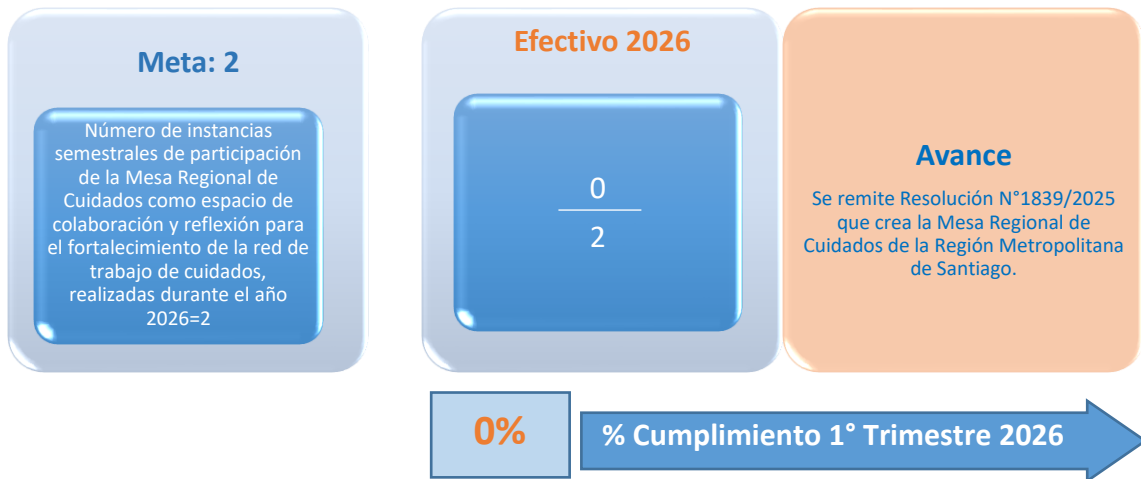 Meta: 2
Número de instancias
semestrales de participación
de la Mesa Regional de
Cuidados como espacio de
colaboración y reflexión para
el fortalecimiento de la red de
trabajo de cuidados,
realizadas durante el año
2026=2
Efectivo 2026
0
2
Avance
Se remite Resolución N°1839/2025
que crea la Mesa Regional de
Cuidados de la Región Metropolitana
de Santiago.
0%
% Cumplimiento 1° Trimestre 2026